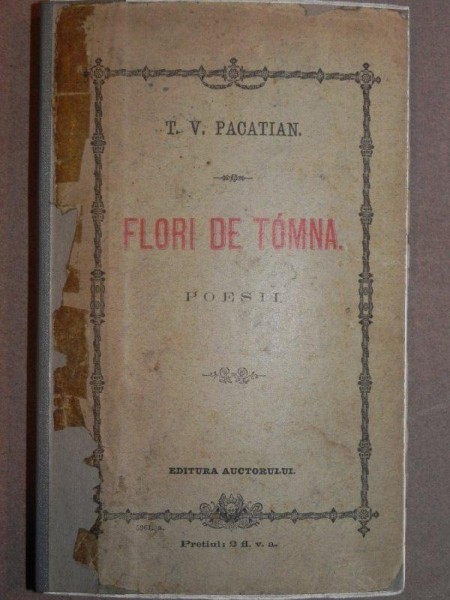 T. V. PACATIAN.
FLORI DE TÓMNA.
POESII.
EDITURA AUCTORULUI.
Pretiul: 2 fl. v. a.